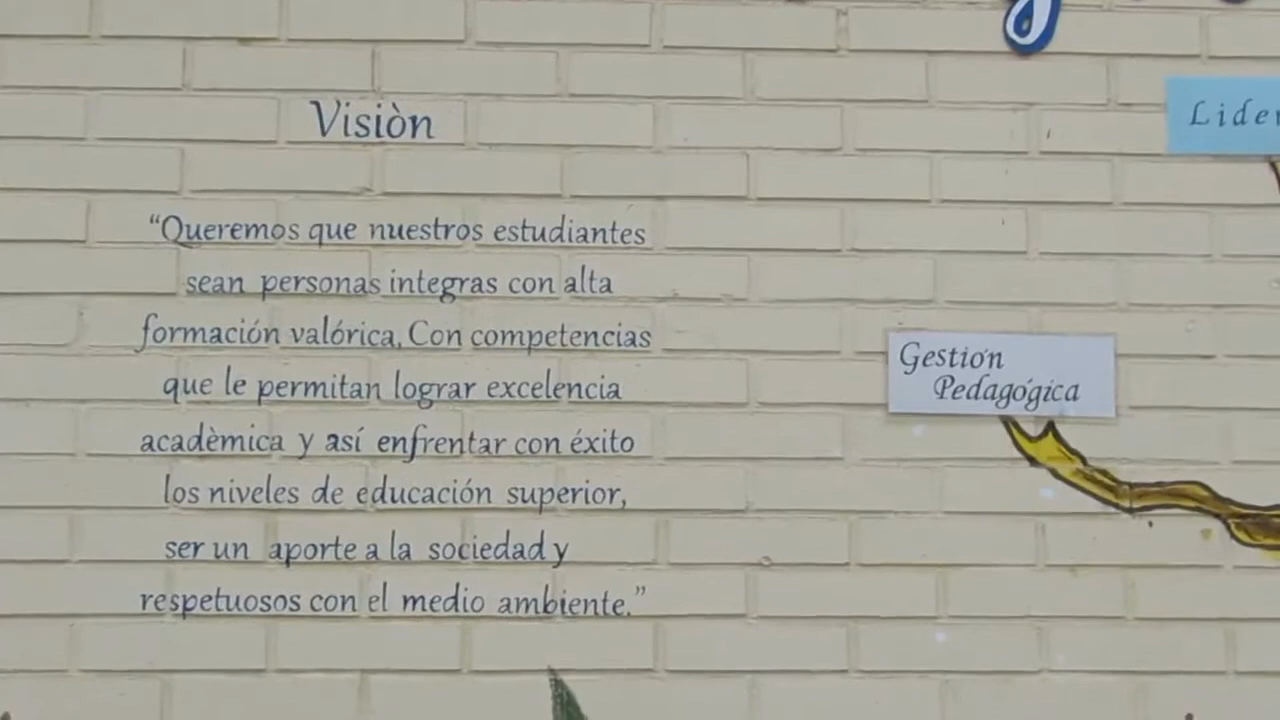 Visiòn
“Queremos que nuestros estudiantes
sean personas integras con alta
formación valórica, Con competencias
que le permitan lograr excelencia
acadèmica y así enfrentar con éxito
los niveles de educación superior,
ser un aporte a la sociedad y
respetuosos con el medio ambiente.”
Gestión
Pedagógica